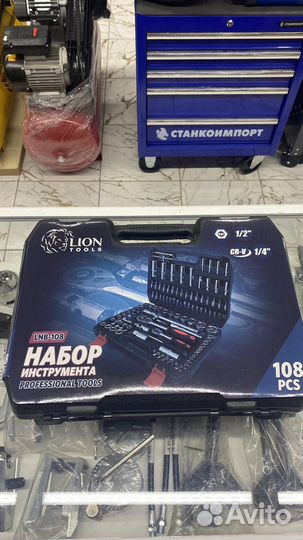 СТАНКОИМПОРТ
LION
TOOLS
1/2"
CR-V 1/4"
LNB-108
НАБОР
ИНСТРУМЕНТА
PROFESSIONAL TOOLS
108
PCS
Avito